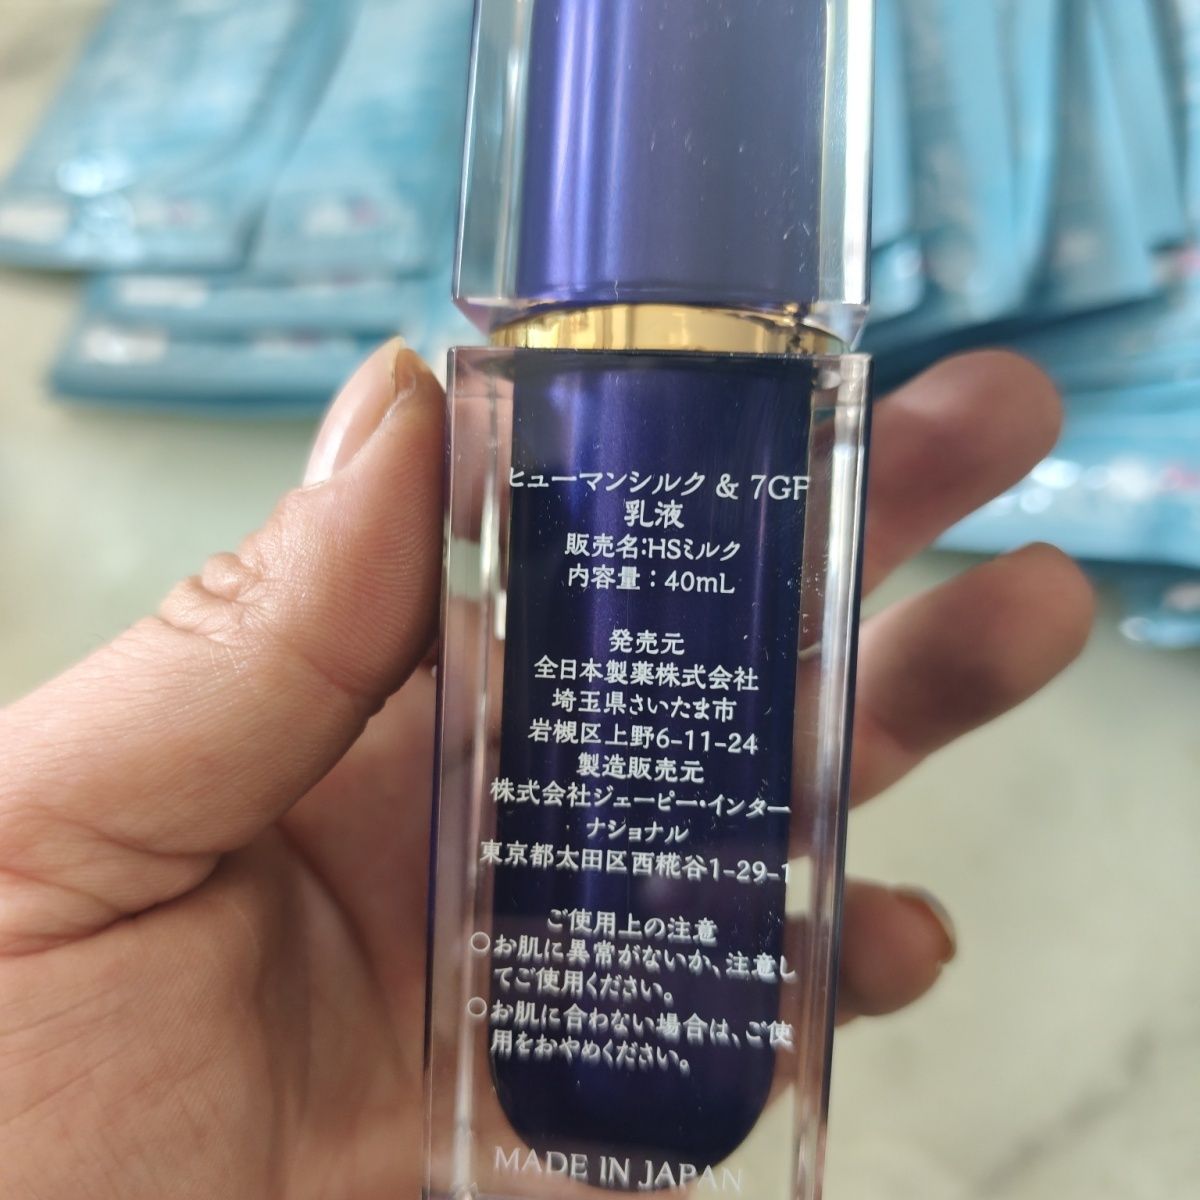 ヒューマンシルク & 7GF
乳液
販売名:HSミルク
内容量：40mL
発売元
全日本製薬株式会社
埼玉県さいたま市
岩槻区上野6-11-24
製造販売元
株式会社ジェーピー・インター
ナショナル
東京都太田区西糀谷1-29-1
ご使用上の注意
○お肌に異常がないか、注意し
てご使用ください。
○お肌に合わない場合は、ご使
用をおやめください。
MADE IN JAPAN